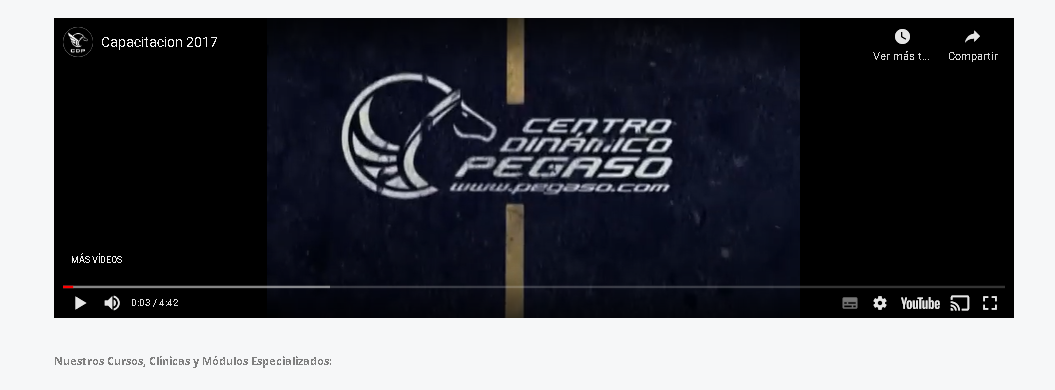 CDP
Capacitacion 2017
Ver más t...
Compartir
CENTRO
DINÁMICO
PEGASO
www.pegaso.com
MÁS VÍDEOS
0:03 / 4:42
YouTube
Nuestros Cursos, Clínicas y Módulos Especializados: